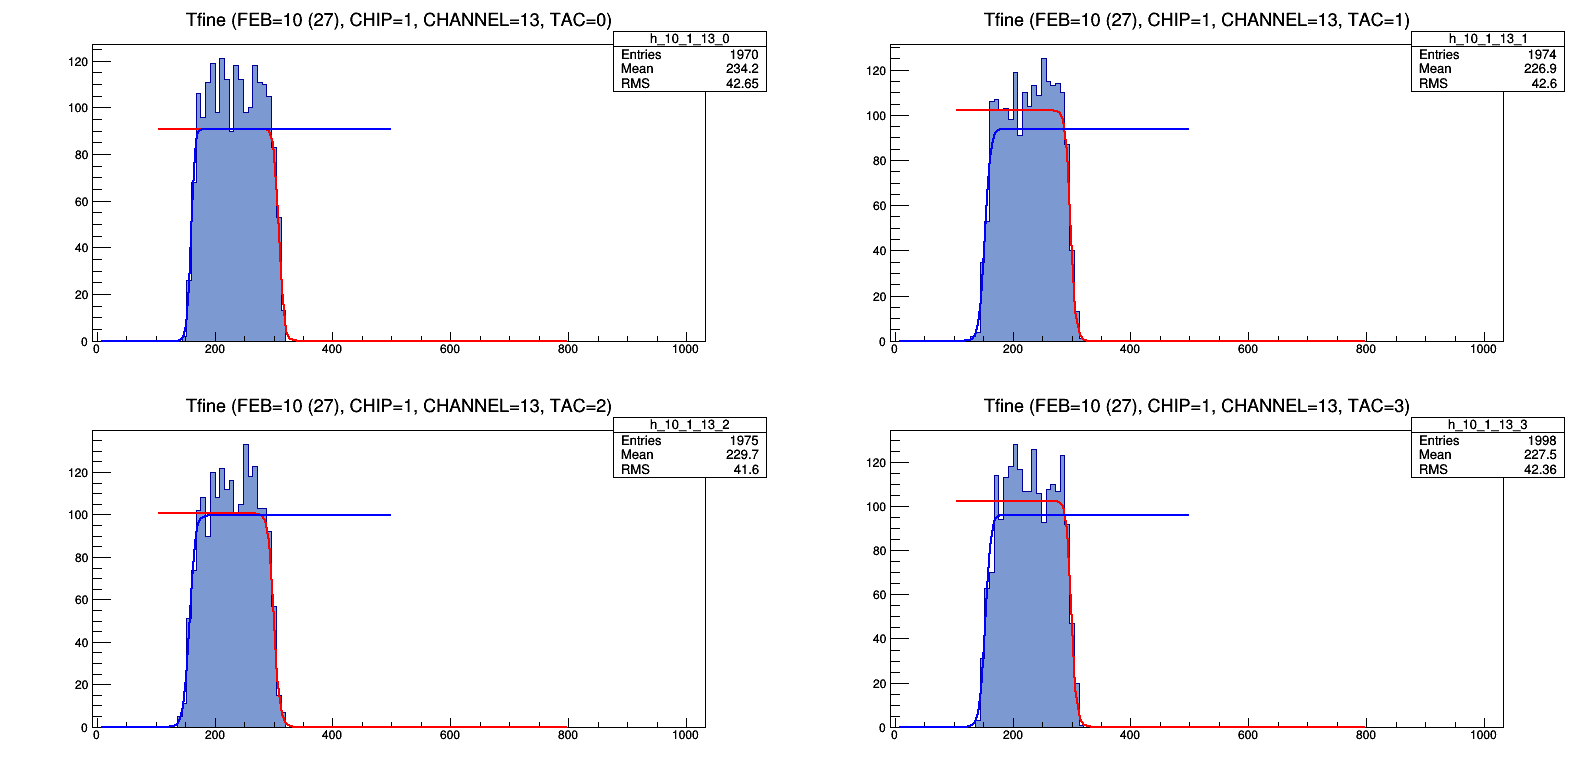 Tfine (FEB=10 (27), CHIP=1, CHANNEL=13, TAC=0)
h_10_1_13_0
Entries 1970
Mean 234.2
RMS 42.65
120
100
80
60
40
20
0
0 200 400 600 800 1000
Tfine (FEB=10 (27), CHIP=1, CHANNEL=13, TAC=1)
h_10_1_13_1
Entries 1974
Mean 226.9
RMS 42.6
120
100
80
60
40
20
0
0 200 400 600 800 1000
Tfine (FEB=10 (27), CHIP=1, CHANNEL=13, TAC=2)
h_10_1_13_2
Entries 1975
Mean 229.7
RMS 41.6
120
100
80
60
40
20
0
0 200 400 600 800 1000
Tfine (FEB=10 (27), CHIP=1, CHANNEL=13, TAC=3)
h_10_1_13_3
Entries 1998
Mean 227.5
RMS 42.36
120
100
80
60
40
20
0
0 200 400 600 800 1000